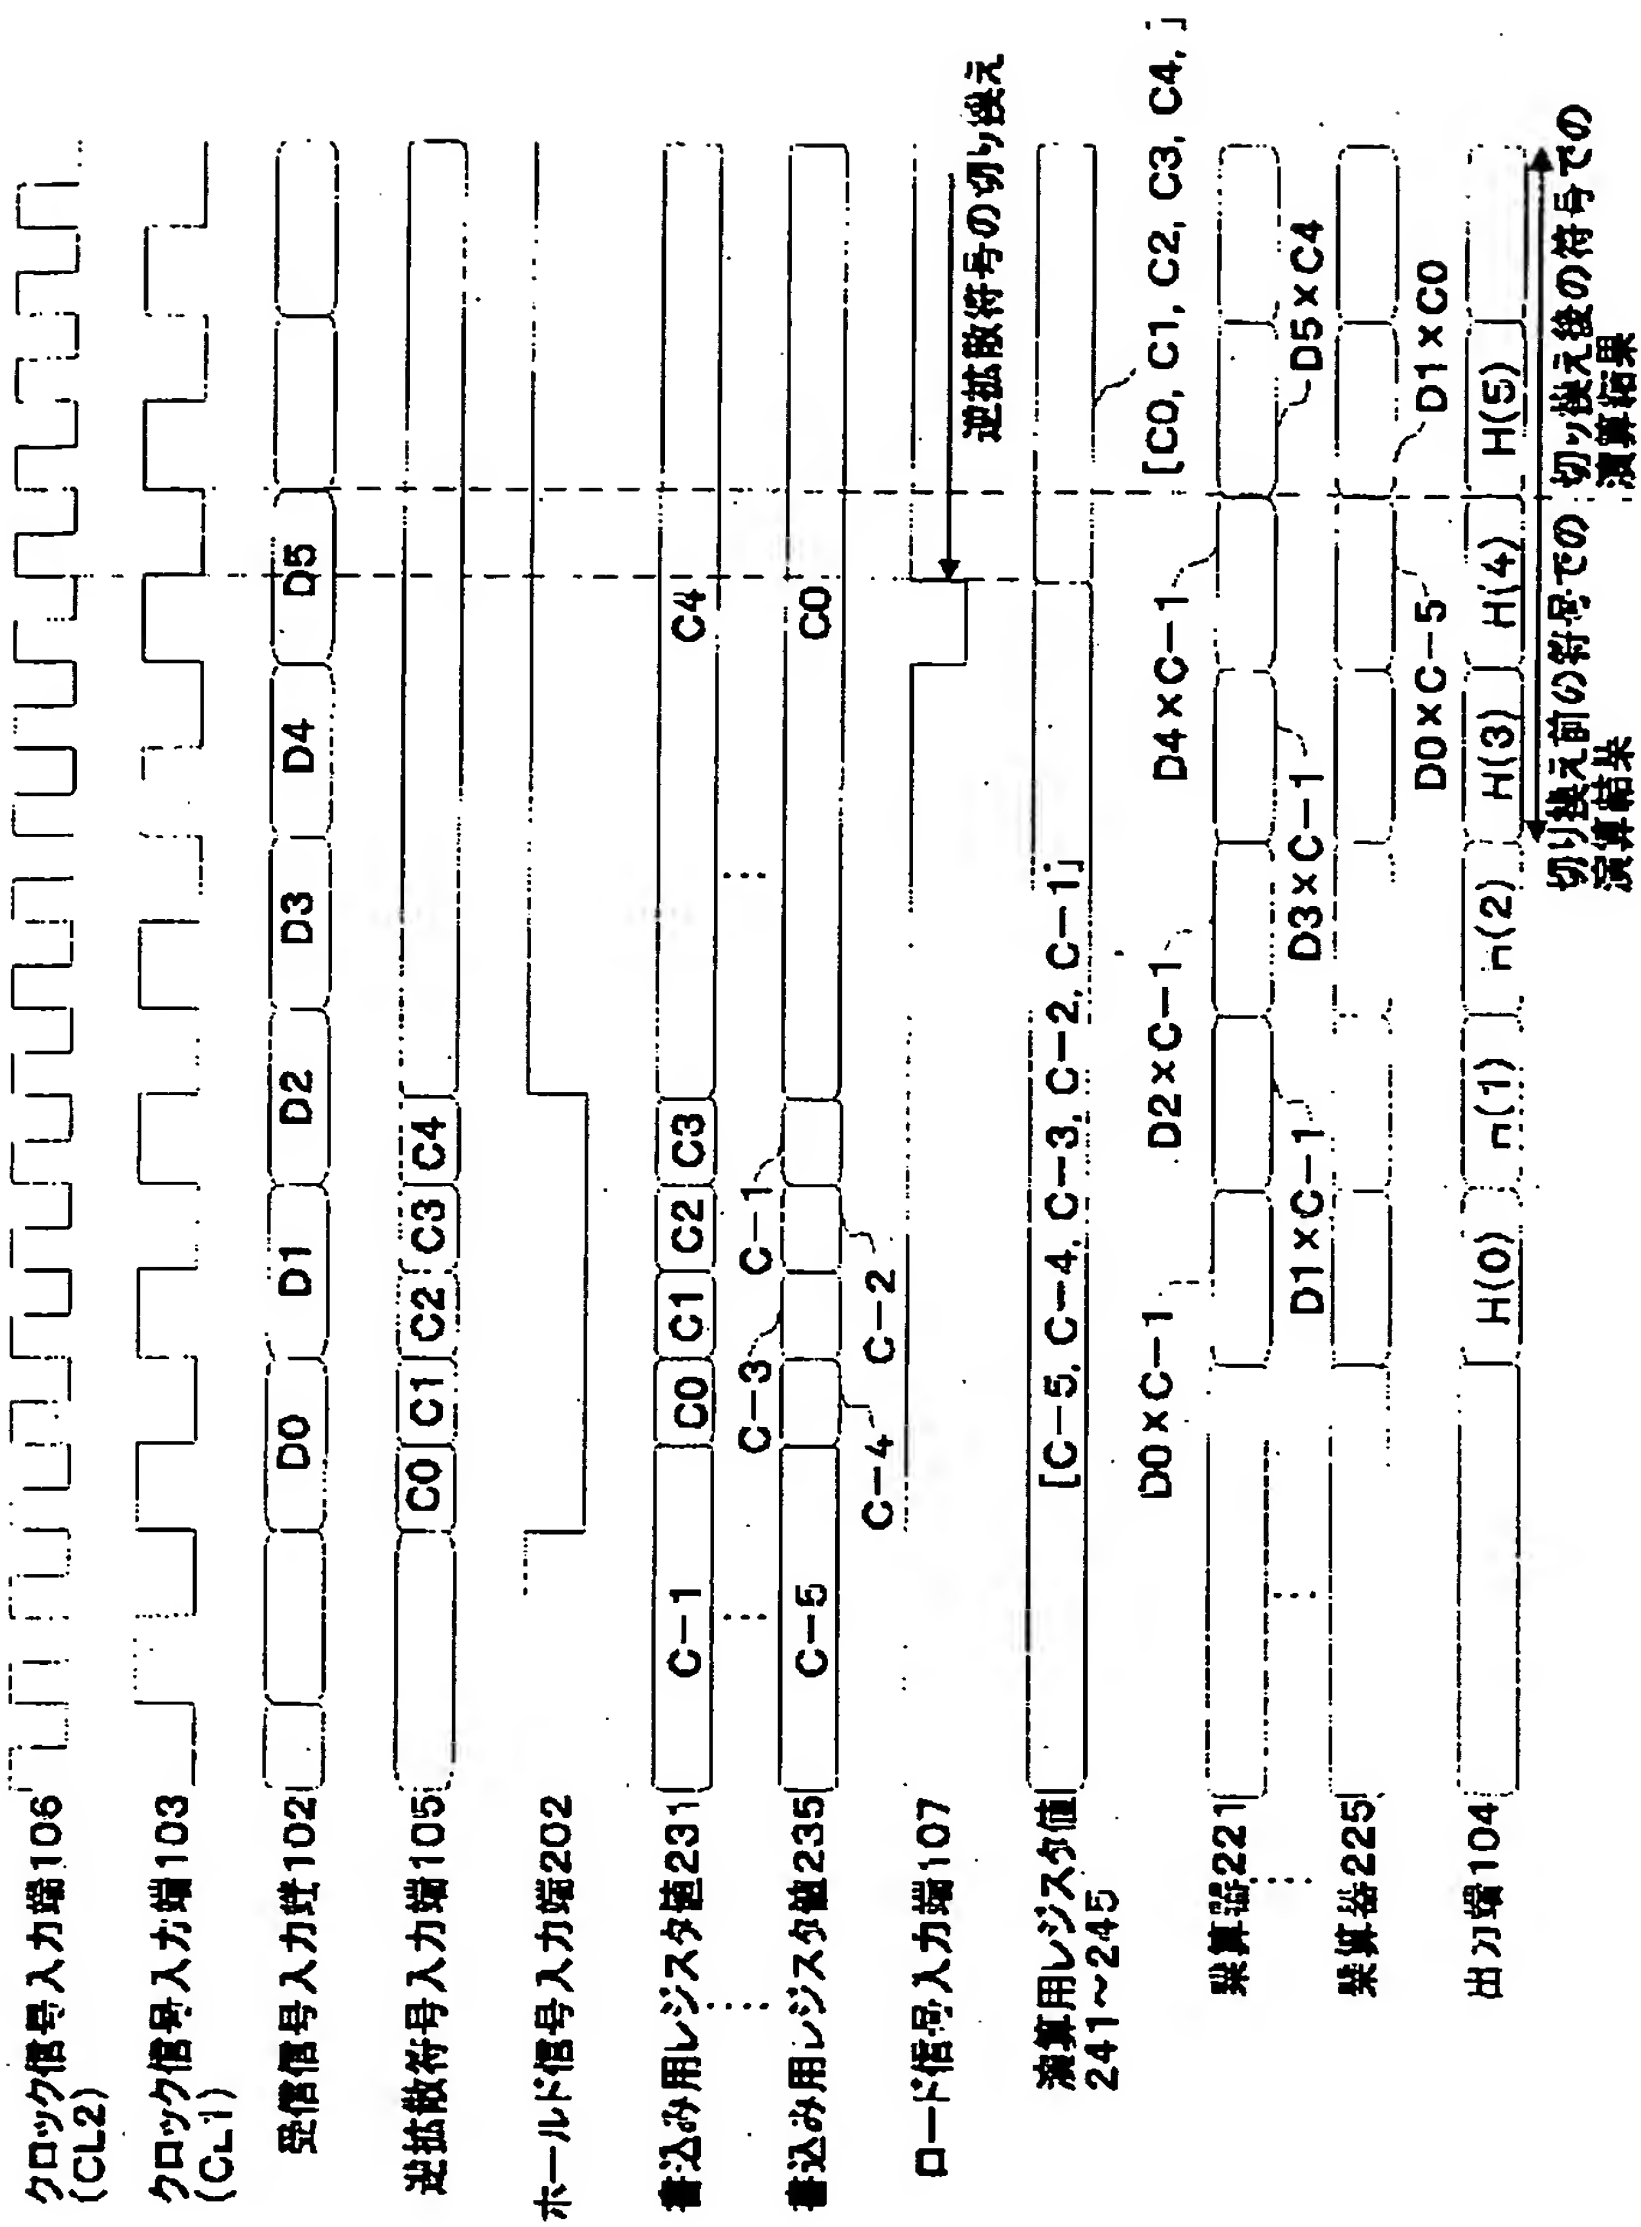 クロック信号入力端106
(CL2)
クロック信号入力端103
(CL1)
受信信号入力端102
D0
D1
D2
D3
D4
D5
逆拡散符号入力端105
C0
C1
C2
C3
C4
ホールド信号入力端202
書込み用レジスタ値231
C-1
C0
C1
C2
C3
C4
書込み用レジスタ値235
C-5
C-4
C-3
C-2
C-1
C0
ロード信号入力端107
逆拡散符号の切り換え
演算用レジスタ値
241~245
[C-5, C-4, C-3, C-2, C-1]
[C0, C1, C2, C3, C4, ]
乗算器221
D0×C-1
D1×C-1
D2×C-1
D3×C-1
D4×C-1
D5×C4
乗算器225
D0×C-5
D1×C0
出力端104
H(0)
H(3)
H(4)
H(5)
切り換え前の符号での
演算結果
切り換え後の符号での
演算結果